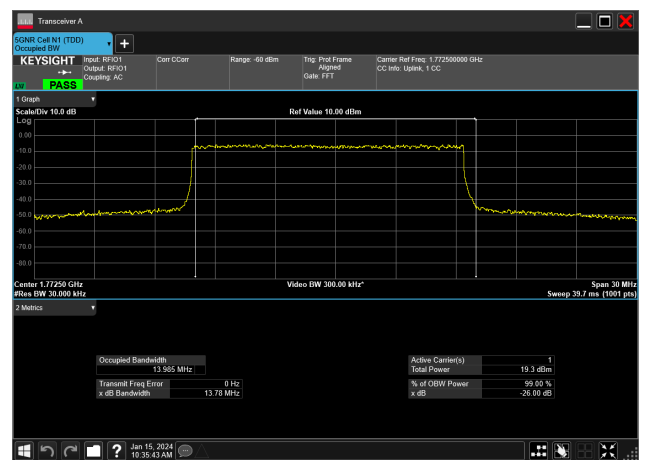 Transceiver A
5GNR Cell N1 (TDD)
Occupied BW
KEYSIGHT
Input: RFIO1
Output: RFIO1
Coupling: AC
Corr CCorr
Range: -60 dBm
Trig: Prot Frame
Aligned
Gate: FFT
Carrier Ref Freq: 1.772500000 GHz
CC Info: Uplink, 1 CC
LV PASS
1 Graph
Scale/Div 10.0 dB
Ref Value 10.00 dBm
Log
0.00
-10.0
-20.0
-30.0
-40.0
-50.0
-60.0
-70.0
-80.0
Center 1.77250 GHz
Video BW 300.00 kHz*
Span 30 MHz
#Res BW 30.000 kHz
Sweep 39.7 ms (1001 pts)
2 Metrics
Occupied Bandwidth
13.985 MHz
Active Carrier(s) 1
Total Power 19.3 dBm
Transmit Freq Error 0 Hz
x dB Bandwidth 13.78 MHz
% of OBW Power 99.00 %
x dB -26.00 dB
Jan 15, 2024
10:35:43 AM